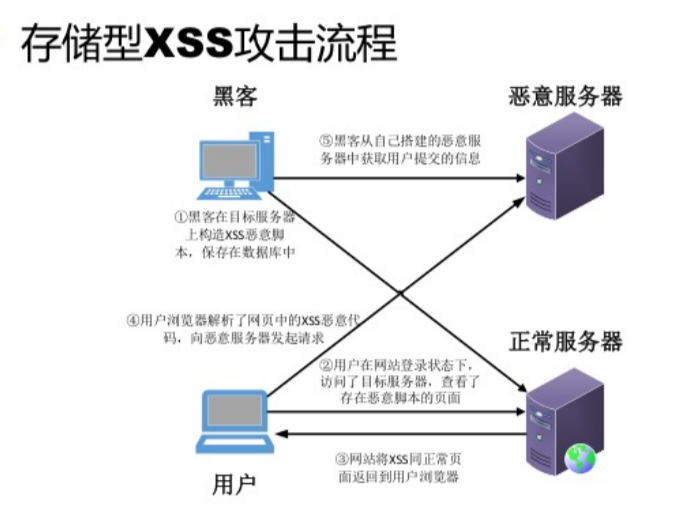 存储型XSS攻击流程
黑客
恶意服务器
⑤黑客从自己搭建的恶意服
务器中获取用户提交的信息
①黑客在目标服务器
上构造XSS恶意脚
本，保存在数据库中
④用户浏览器解析了网页中的XSS恶意代
码，向恶意服务器发起请求
正常服务器
②用户在网站登录状态下，
访问了目标服务器，查看了
存在恶意脚本的页面
③网站将XSS同正常页
面返回到用户浏览器
用户